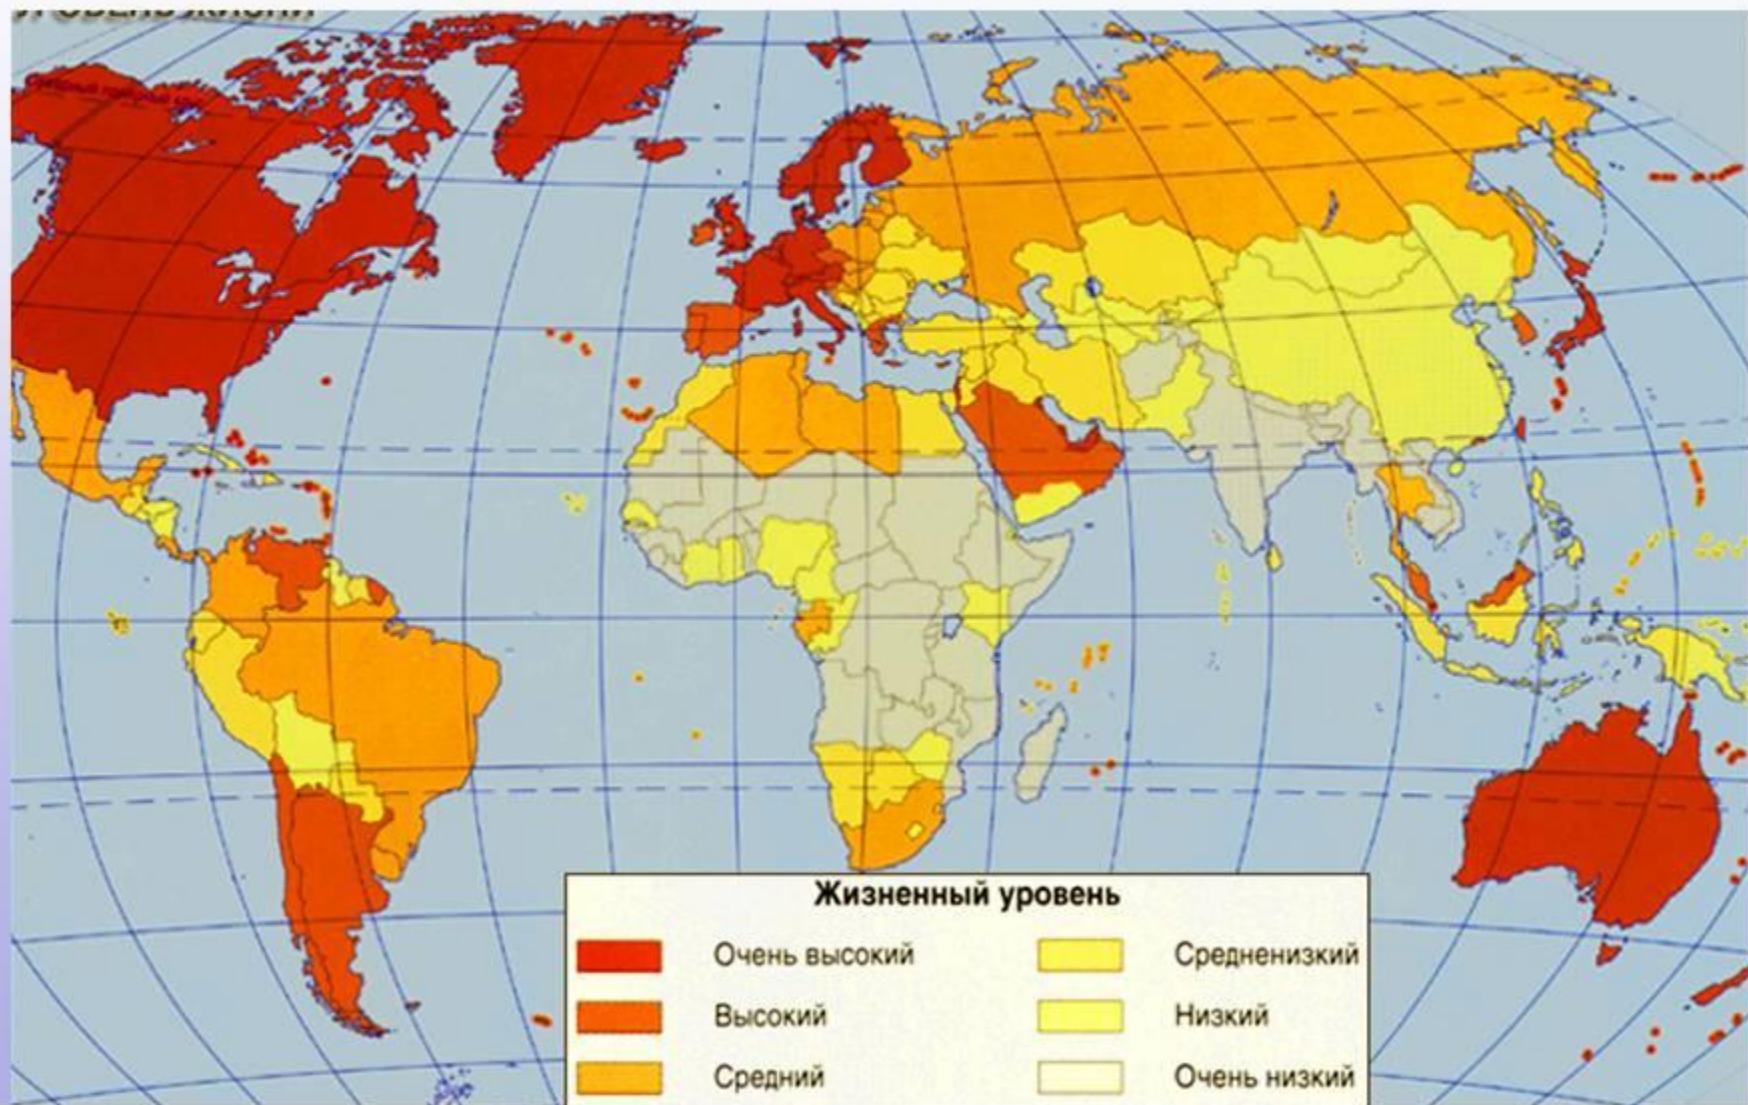 Жизненный уровень
Очень высокий
Высокий
Средний
Средненизкий
Низкий
Очень низкий